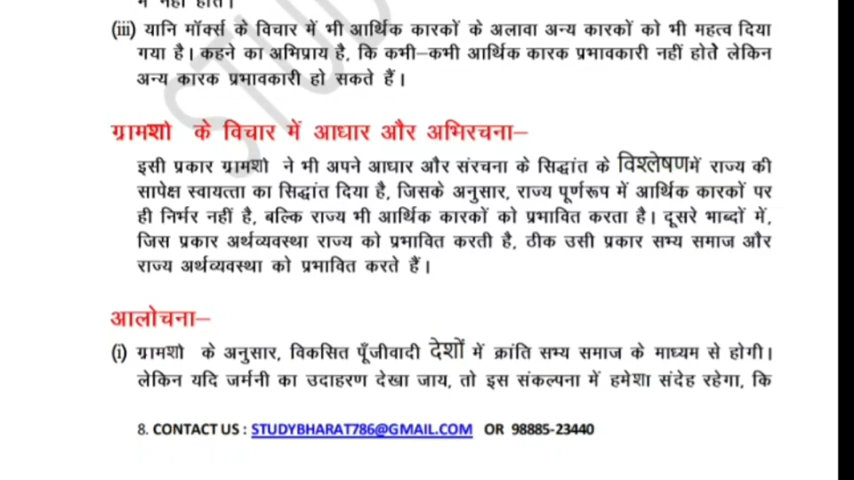 (iii) यानि मॉर्क्स के विचार में भी आर्थिक कारकों के अलावा अन्य कारकों को भी महत्व दिया
गया है। कहने का अभिप्राय है, कि कभी–कभी आर्थिक कारक प्रभावकारी नहीं होते लेकिन
अन्य कारक प्रभावकारी हो सकते हैं।
ग्रामशो के विचार में आधार और अभिरचना–
इसी प्रकार ग्रामशो ने भी अपने आधार और संरचना के सिद्धांत के विश्लेषणमें राज्य की
सापेक्ष स्वायत्ता का सिद्धांत दिया है, जिसके अनुसार, राज्य पूर्णरूप में आर्थिक कारकों पर
ही निर्भर नहीं है, बल्कि राज्य भी आर्थिक कारकों को प्रभावित करता है। दूसरे भाब्दों में,
जिस प्रकार अर्थव्यवस्था राज्य को प्रभावित करती है, ठीक उसी प्रकार सभ्य समाज और
राज्य अर्थव्यवस्था को प्रभावित करते हैं।
आलोचना–
(i) ग्रामशो के अनुसार, विकसित पूँजीवादी देशों में क्रांति सभ्य समाज के माध्यम से होगी।
लेकिन यदि जर्मनी का उदाहरण देखा जाय, तो इस संकल्पना में हमेशा संदेह रहेगा, कि
8. CONTACT US : STUDYBHARAT786@GMAIL.COM OR 98885-23440